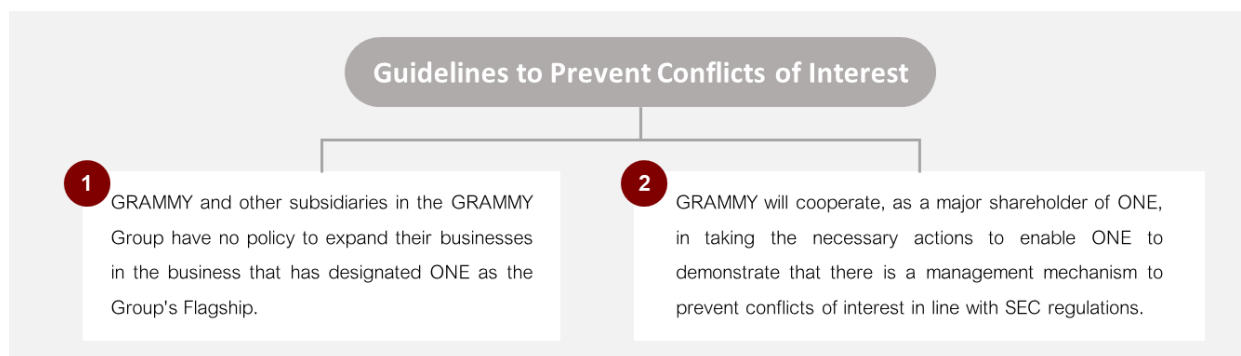 Guidelines to Prevent Conflicts of Interest
1
GRAMMY and other subsidiaries in the GRAMMY
Group have no policy to expand their businesses
in the business that has designated ONE as the
Group's Flagship.
2
GRAMMY will cooperate, as a major shareholder of ONE,
in taking the necessary actions to enable ONE to
demonstrate that there is a management mechanism to
prevent conflicts of interest in line with SEC regulations.